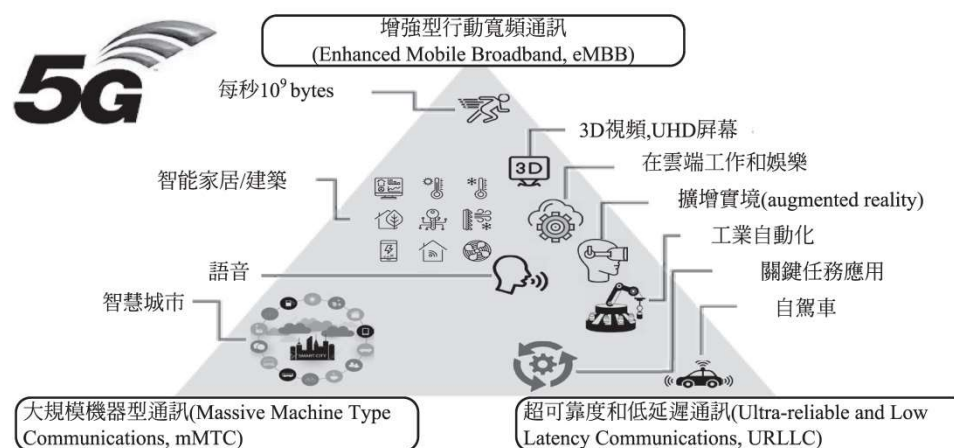 5G
增強型行動寬頻通訊
(Enhanced Mobile Broadband, eMBB)
每秒10⁹ bytes
3D視頻,UHD屏幕
3D
在雲端工作和娛樂
智能家居/建築
擴增實境(augmented reality)
工業自動化
語音
關鍵任務應用
智慧城市
自駕車
SMART CITY
大規模機器型通訊(Massive Machine Type
Communications, mMTC)
超可靠度和低延遲通訊(Ultra-reliable and Low
Latency Communications, URLLC)